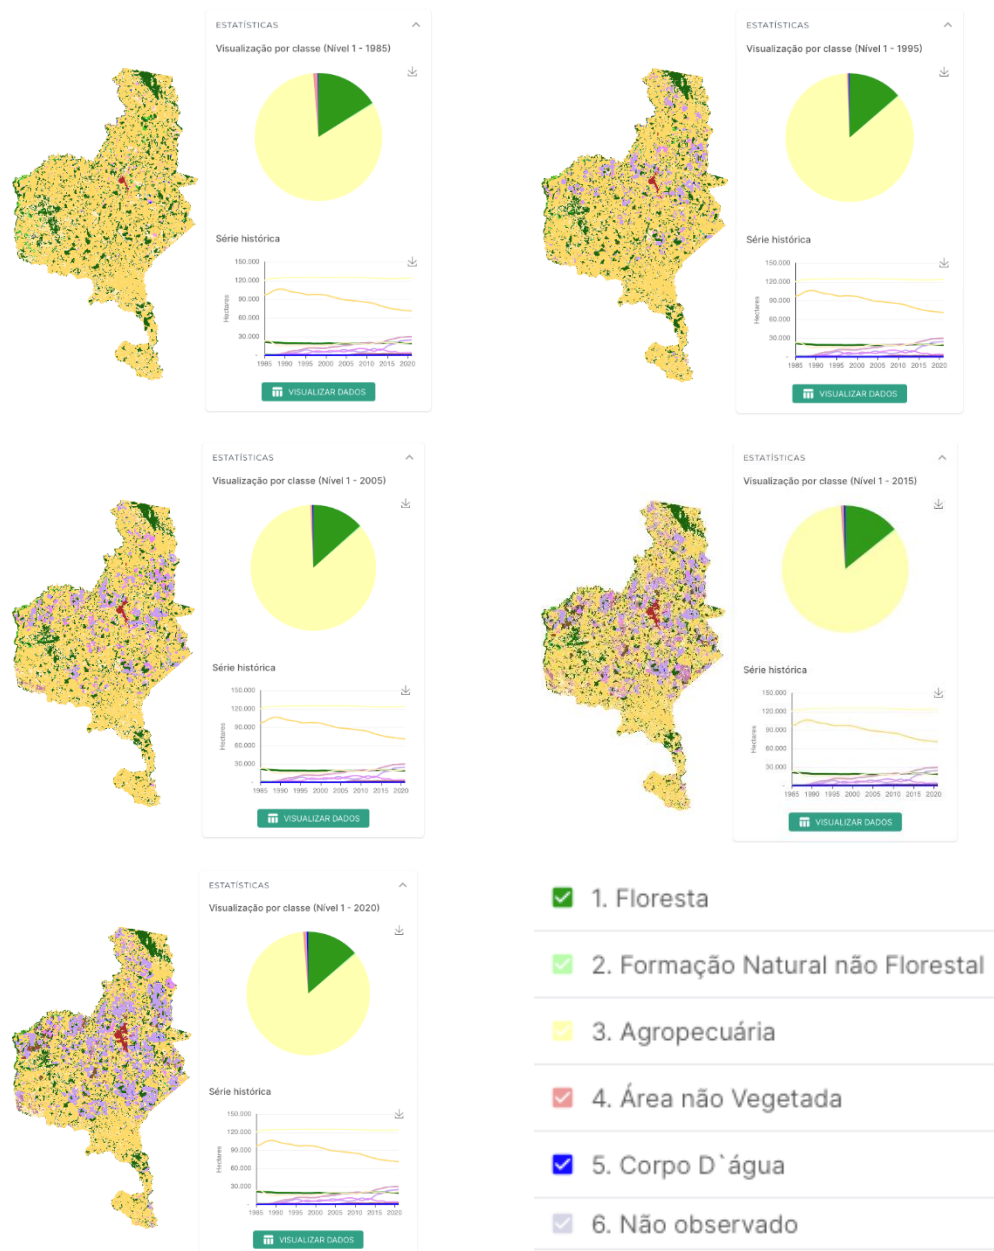 ESTATÍSTICAS
Visualização por classe (Nível 1 - 1985)
Série histórica
150.000
120.000
90.000
60.000
30.000
-
Hectares
1985 1990 1995 2000 2005 2010 2015 2020
VISUALIZAR DADOS
ESTATÍSTICAS
Visualização por classe (Nível 1 - 1995)
Série histórica
150.000
120.000
90.000
60.000
30.000
-
Hectares
1985 1990 1995 2000 2005 2010 2015 2020
VISUALIZAR DADOS
ESTATÍSTICAS
Visualização por classe (Nível 1 - 2005)
Série histórica
150.000
120.000
90.000
60.000
30.000
-
Hectares
1985 1990 1995 2000 2005 2010 2015 2020
VISUALIZAR DADOS
ESTATÍSTICAS
Visualização por classe (Nível 1 - 2015)
Série histórica
150.000
120.000
90.000
60.000
30.000
-
Hectares
1985 1990 1995 2000 2005 2010 2015 2020
VISUALIZAR DADOS
ESTATÍSTICAS
Visualização por classe (Nível 1 - 2020)
Série histórica
150.000
120.000
90.000
60.000
30.000
-
Hectares
1985 1990 1995 2000 2005 2010 2015 2020
VISUALIZAR DADOS
1. Floresta
2. Formação Natural não Florestal
3. Agropecuária
4. Área não Vegetada
5. Corpo D`água
6. Não observado